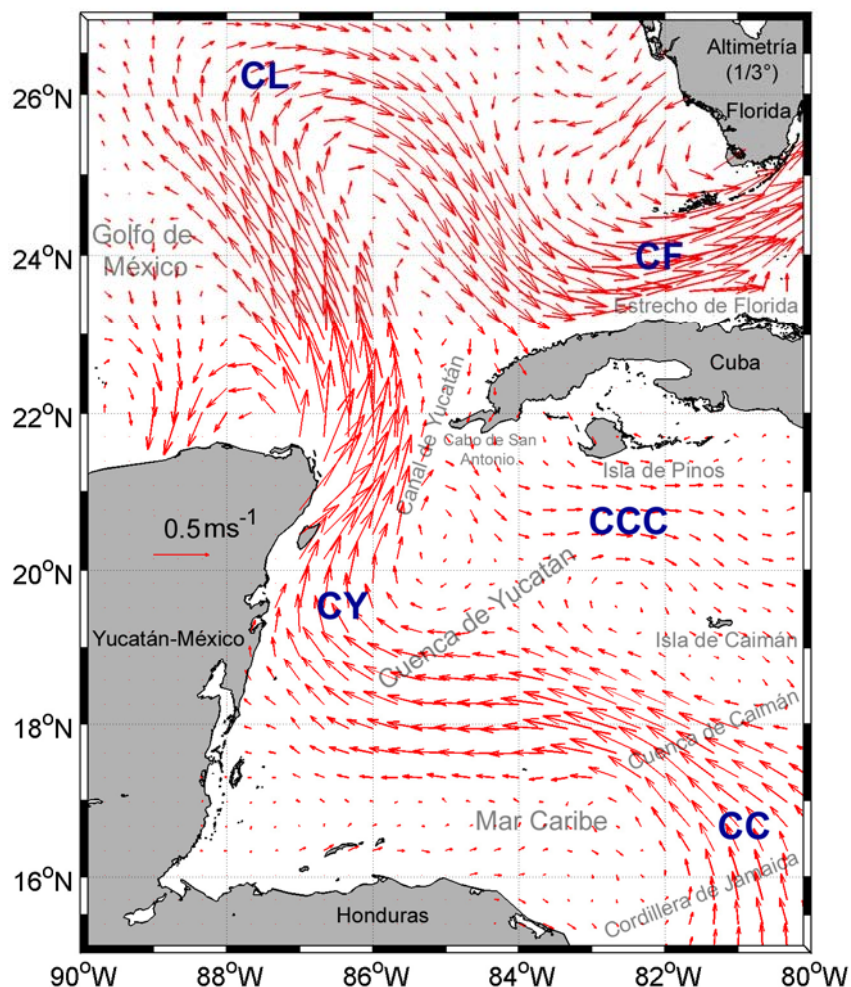 Altimetría
(1/3°)
CL
26°N
Florida
Golfo de
México
24°N
CF
Estrecho de Florida
Cuba
22°N
Canal de Yucatán
Cabo de San
Antonio.
Isla de Pinos
0.5 ms⁻¹
CCC
20°N
CY
Cuenca de Yucatán
Yucatán-México
Isla de Caimán
18°N
Cuenca de Caimán
Mar Caribe
CC
16°N
Cordillera de Jamaica
Honduras
90°W 88°W 86°W 84°W 82°W 80°W